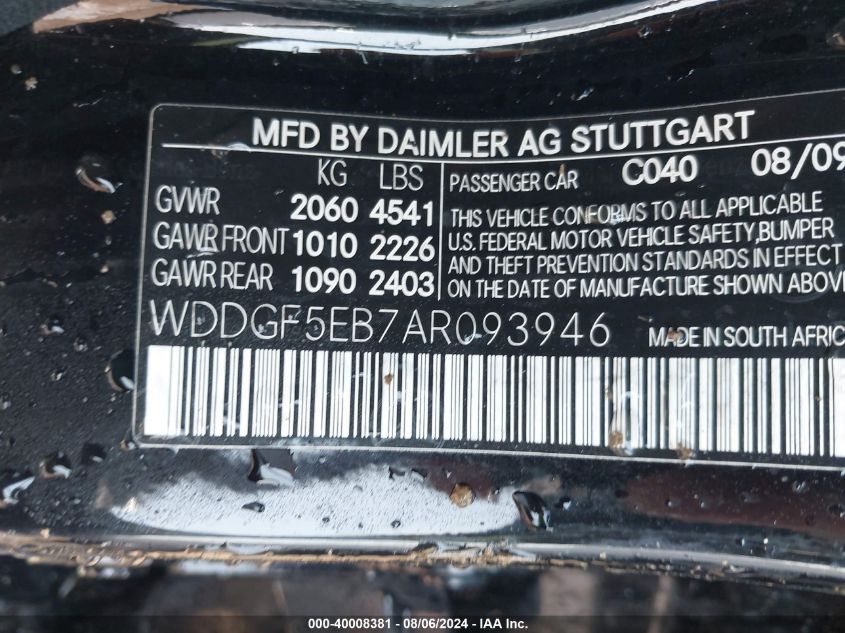 MFD BY DAIMLER AG STUTTGART
KG LBS
GVWR 2060 4541
GAWR FRONT 1010 2226
GAWR REAR 1090 2403
PASSENGER CAR C040 08/09
THIS VEHICLE CONFORMS TO ALL APPLICABLE
U.S. FEDERAL MOTOR VEHICLE SAFETY, BUMPER
AND THEFT PREVENTION STANDARDS IN EFFECT
ON THE DATE OF MANUFACTURE SHOWN ABOVE
WDDGF5EB7AR093946 MADE IN SOUTH AFRIC
000-40008381 - 08/06/2024 - IAAI Inc.